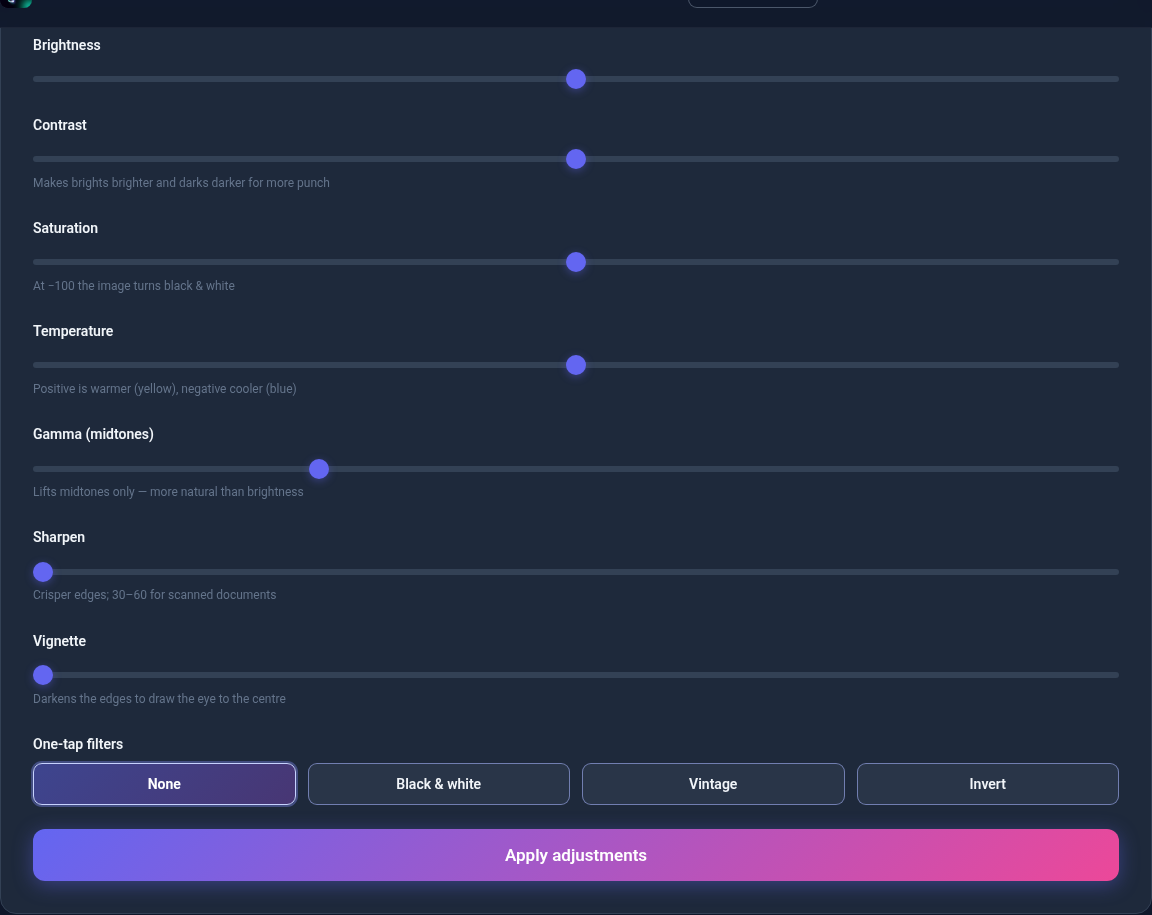 Brightness
Contrast
Makes brights brighter and darks darker for more punch
Saturation
At −100 the image turns black & white
Temperature
Positive is warmer (yellow), negative cooler (blue)
Gamma (midtones)
Lifts midtones only — more natural than brightness
Sharpen
Crisper edges; 30–60 for scanned documents
Vignette
Darkens the edges to draw the eye to the centre
One-tap filters
None
Black & white
Vintage
Invert
Apply adjustments